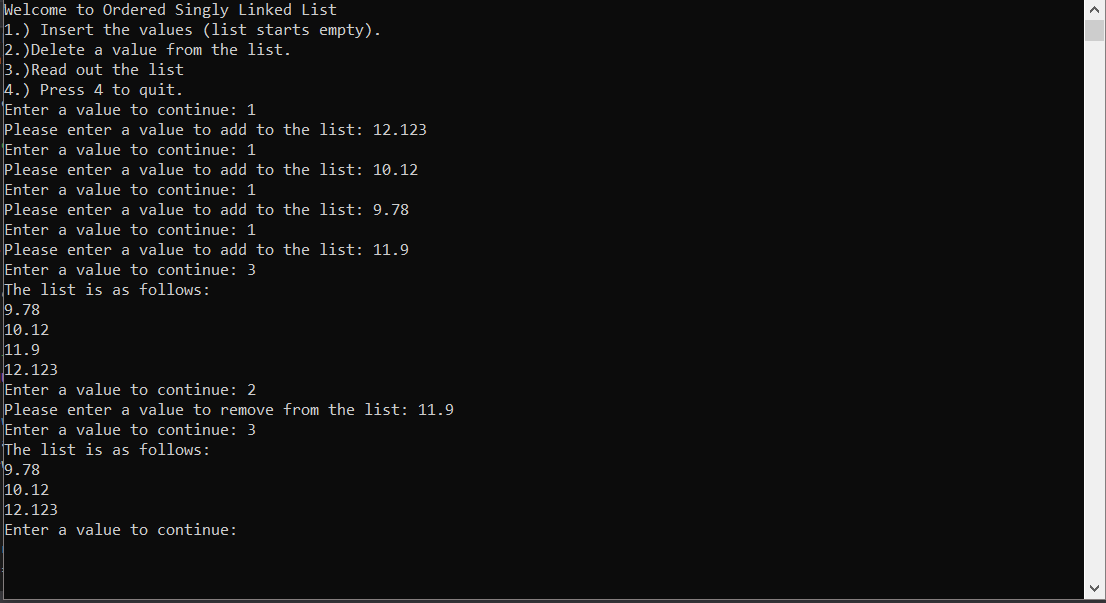 Welcome to Ordered Singly Linked List
1.) Insert the values (list starts empty).
2.)Delete a value from the list.
3.)Read out the list
4.) Press 4 to quit.
Enter a value to continue: 1
Please enter a value to add to the list: 12.123
Enter a value to continue: 1
Please enter a value to add to the list: 10.12
Enter a value to continue: 1
Please enter a value to add to the list: 9.78
Enter a value to continue: 1
Please enter a value to add to the list: 11.9
Enter a value to continue: 3
The list is as follows:
9.78
10.12
11.9
12.123
Enter a value to continue: 2
Please enter a value to remove from the list: 11.9
Enter a value to continue: 3
The list is as follows:
9.78
10.12
12.123
Enter a value to continue: